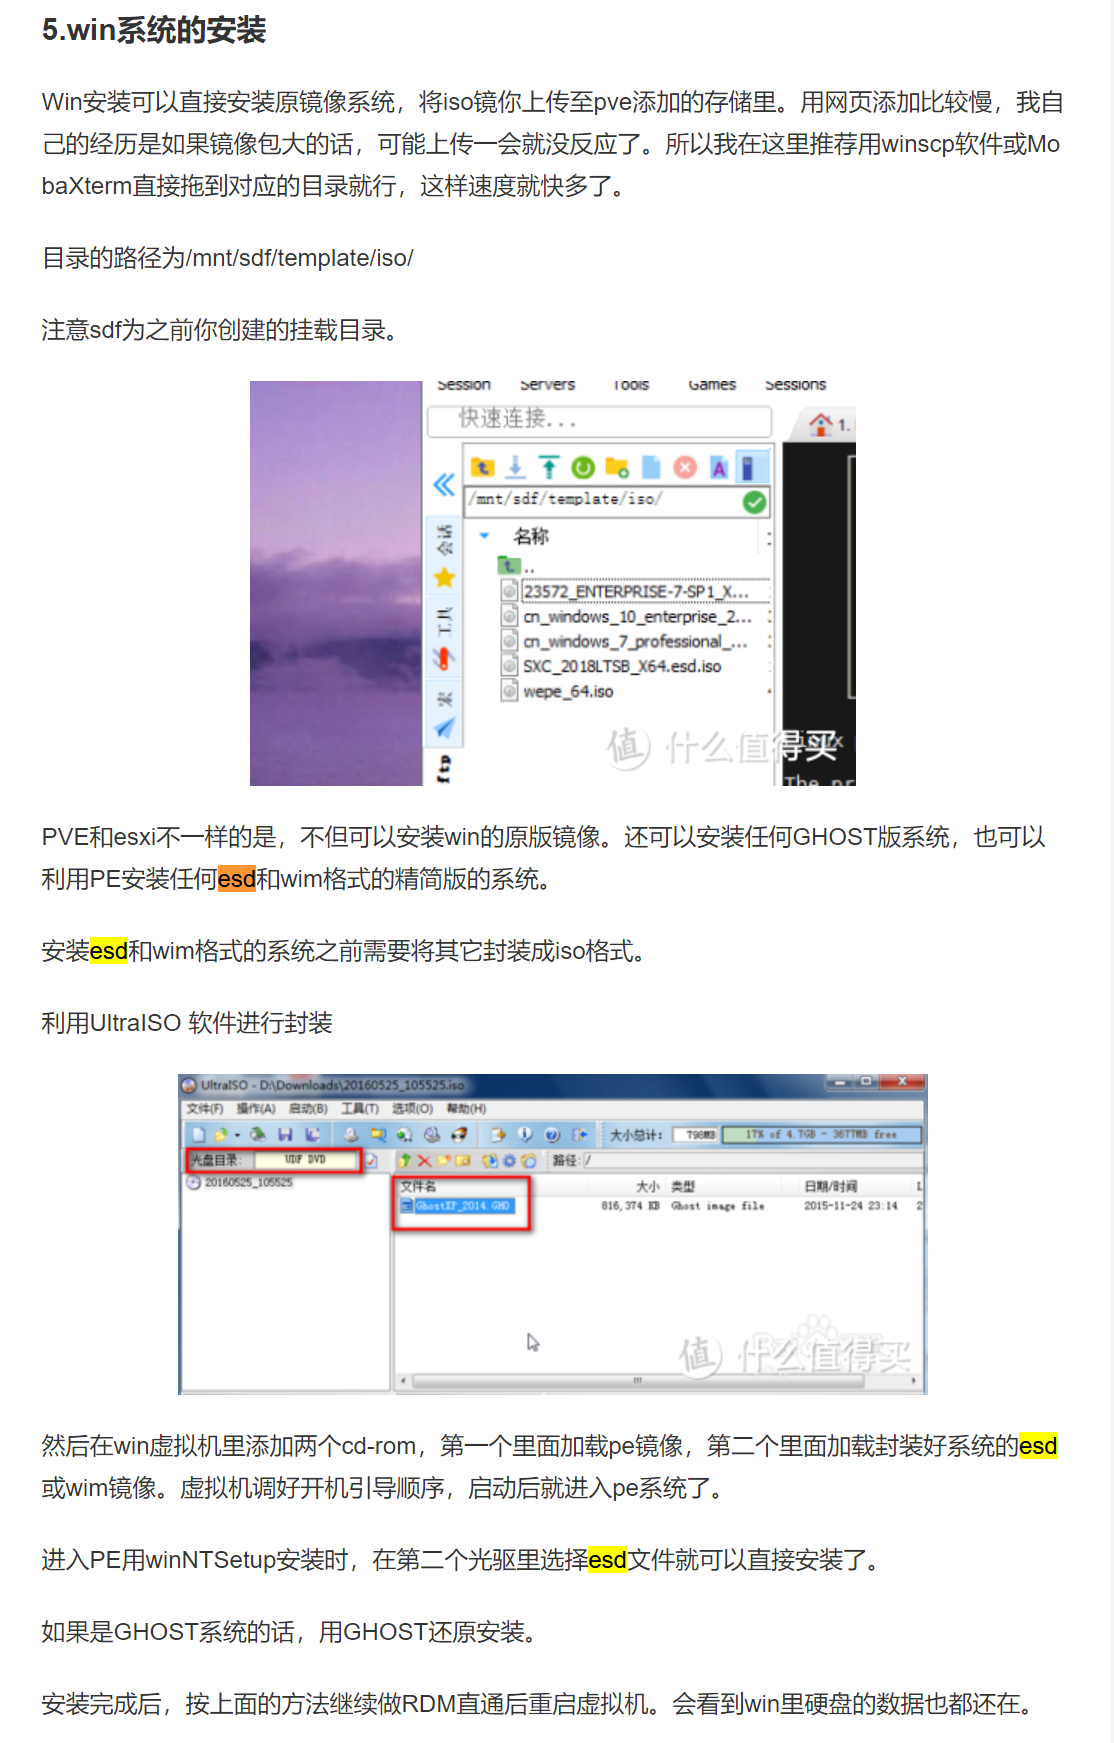 5.win系统的安装
Win安装可以直接安装原镜像系统，将iso镜你上传至pve添加的存储里。用网页添加比较慢，我自
己的经历是如果镜像包大的话，可能上传一会就没反应了。所以我在这里推荐用winscp软件或Mo
baXterm直接拖到对应的目录就行，这样速度就快多了。
目录的路径为/mnt/sdf/template/iso/
注意sdf为之前你创建的挂载目录。
Session Servers Tools Games Sessions
快速连接...
1.
/mnt/sdf/template/iso/
会话
名称
..
23572_ENTERPRISE-7-SP1_X...
工具
cn_windows_10_enterprise_2...
cn_windows_7_professional_...
SXC_2018LTSB_X64.esd.iso
宏
wepe_64.iso
ftp
值 什么值得买
The pr
PVE和esxi不一样的是，不但可以安装win的原版镜像。还可以安装任何GHOST版系统，也可以
利用PE安装任何esd和wim格式的精简版的系统。
安装esd和wim格式的系统之前需要将其它封装成iso格式。
利用UltraISO 软件进行封装
UltraISO - D:\Downloads\20160525_105525.iso
文件(F) 操作(A) 启动(B) 工具(T) 选项(O) 帮助(H)
大小总计: 798MB 17% of 4.7GB - 3677MB free
光盘目录: UDF DVD 路径: /
20160525_105525 文件名 大小 类型 日期/时间 L
GhostXP_2014.GHO 816,374 KB Ghost image file 2015-11-24 23:14 2
值 什么值得买
然后在win虚拟机里添加两个cd-rom，第一个里面加载pe镜像，第二个里面加载封装好系统的esd
或wim镜像。虚拟机调好开机引导顺序，启动后就进入pe系统了。
进入PE用winNTSetup安装时，在第二个光驱里选择esd文件就可以直接安装了。
如果是GHOST系统的话，用GHOST还原安装。
安装完成后，按上面的方法继续做RDM直通后重启虚拟机。会看到win里硬盘的数据也都还在。